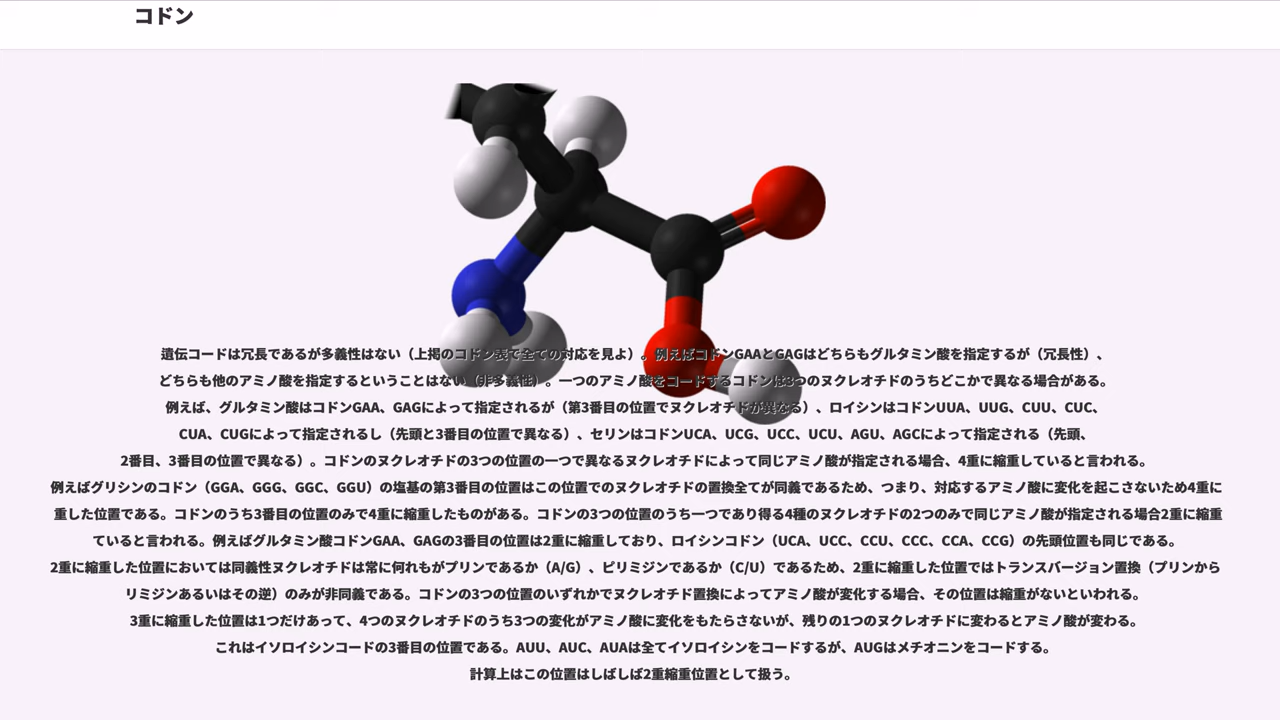 コドン
遺伝コードは冗長であるが多義性はない（上掲のコドン表で全ての対応を見よ）。例えばコドンGAAとGAGはどちらもグルタミン酸を指定するが（冗長性）、
どちらも他のアミノ酸を指定するということはない（非多義性）。一つのアミノ酸をコードするコドンは3つのヌクレオチドのうちどこかで異なる場合がある。
例えば、グルタミン酸はコドンGAA、GAGによって指定されるが（第3番目の位置でヌクレオチドが異なる）、ロイシンはコドンUUA、UUG、CUU、CUC、
CUA、CUGによって指定されるし（先頭と3番目の位置で異なる）、セリンはコドンUCA、UCG、UCC、UCU、AGU、AGCによって指定される（先頭、
2番目、3番目の位置で異なる）。コドンのヌクレオチドの3つの位置の一つで異なるヌクレオチドによって同じアミノ酸が指定される場合、4重に縮重していると言われる。
例えばグリシンのコドン（GGA、GGG、GGC、GGU）の塩基の第3番目の位置はこの位置でのヌクレオチドの置換全てが同義であるため、つまり、対応するアミノ酸に変化を起こさないため4重に
重した位置である。コドンのうち3番目の位置のみで4重に縮重したものがある。コドンの3つの位置のうち一つであり得る4種のヌクレオチドの2つのみで同じアミノ酸が指定される場合2重に縮重
ていると言われる。例えばグルタミン酸コドンGAA、GAGの3番目の位置は2重に縮重しており、ロイシンコドン（UCA、UCC、CCU、CCC、CCA、CCG）の先頭位置も同じである。
2重に縮重した位置においては同義性ヌクレオチドは常に何れもがプリンであるか（A/G）、ピリミジンであるか（C/U）であるため、2重に縮重した位置ではトランスバージョン置換（プリンから
リミジンあるいはその逆）のみが非同義である。コドンの3つの位置のいずれかでヌクレオチド置換によってアミノ酸が変化する場合、その位置は縮重がないといわれる。
3重に縮重した位置は1つだけあって、4つのヌクレオチドのうち3つの変化がアミノ酸に変化をもたらさないが、残りの1つのヌクレオチドに変わるとアミノ酸が変わる。
これはイソロイシンコードの3番目の位置である。AUU、AUC、AUAは全てイソロイシンをコードするが、AUGはメチオニンをコードする。
計算上はこの位置はしばしば2重縮重位置として扱う。